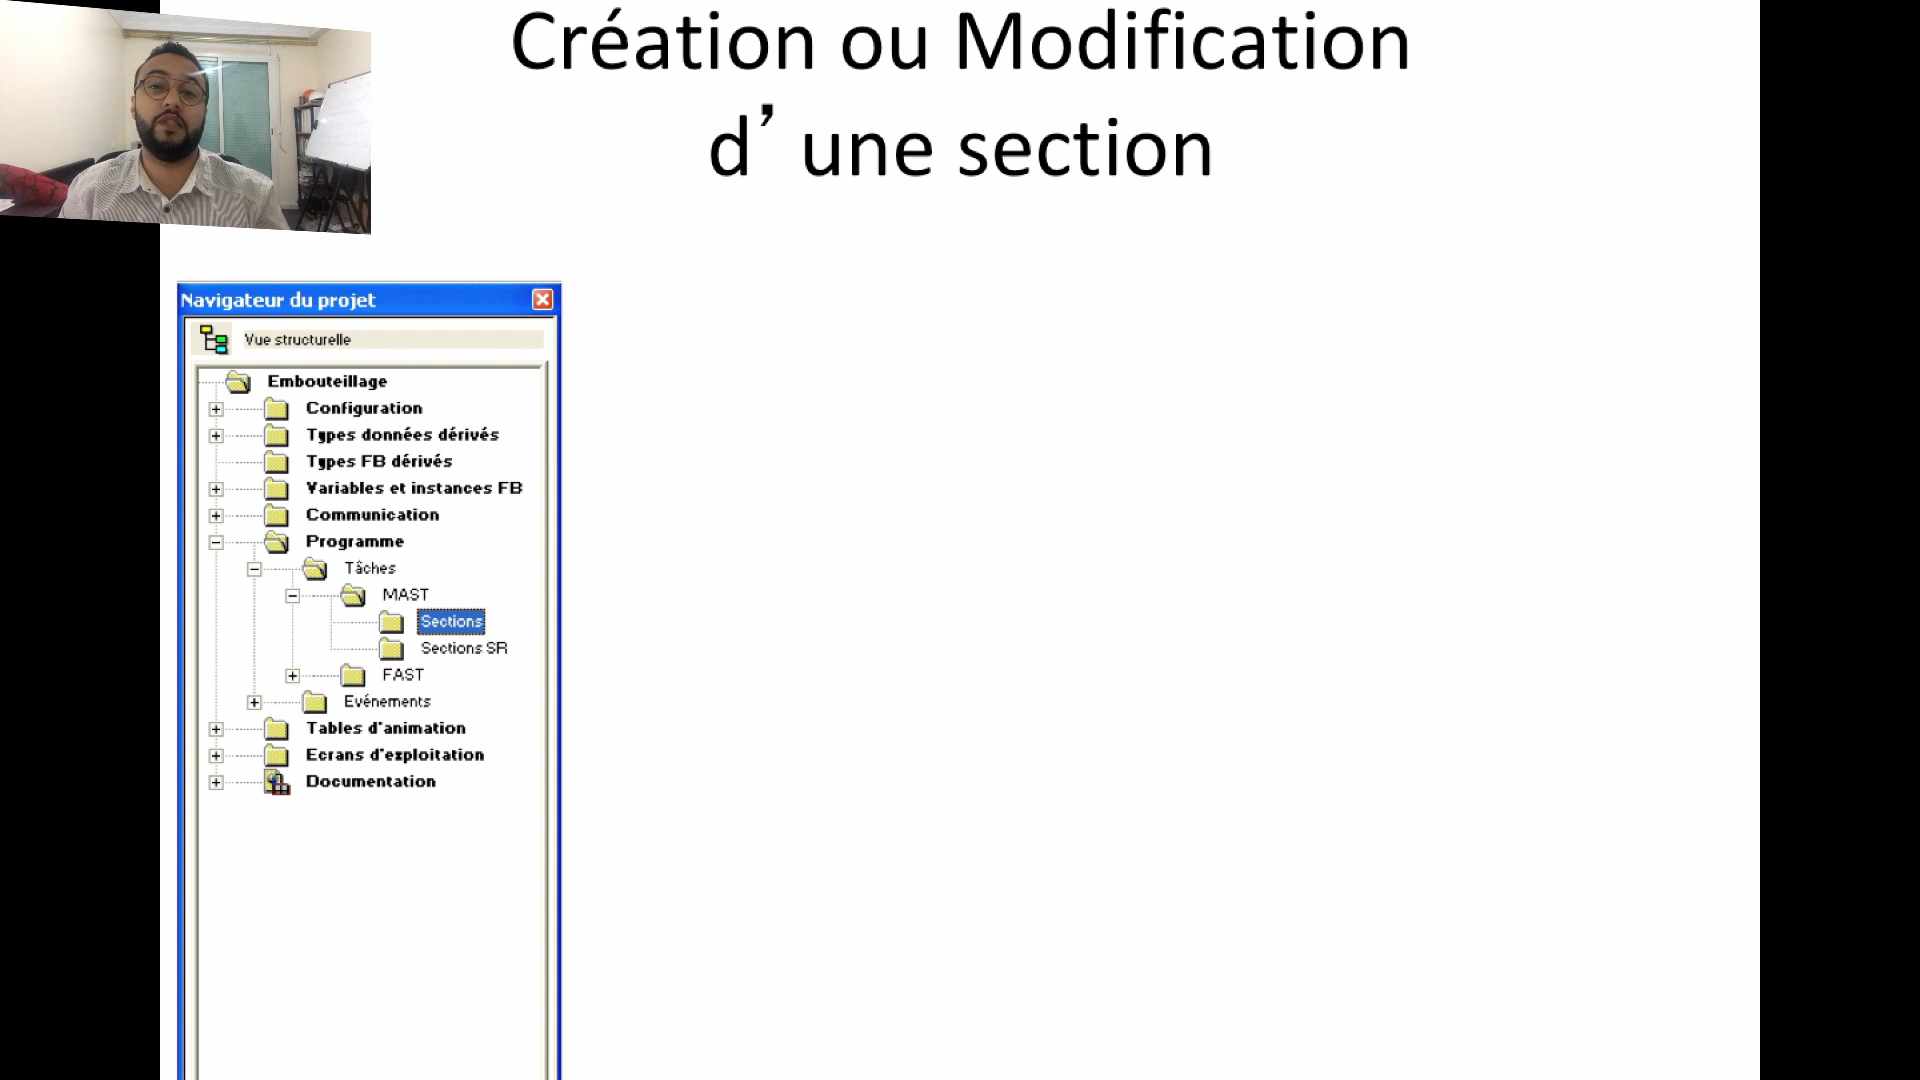 Création ou Modification
d’ une section
Navigateur du projet
Vue structurelle
Embouteillage
Configuration
Types données dérivés
Types FB dérivés
Variables et instances FB
Communication
Programme
Tâches
MAST
Sections
Sections SR
FAST
Evénements
Tables d'animation
Ecrans d'exploitation
Documentation